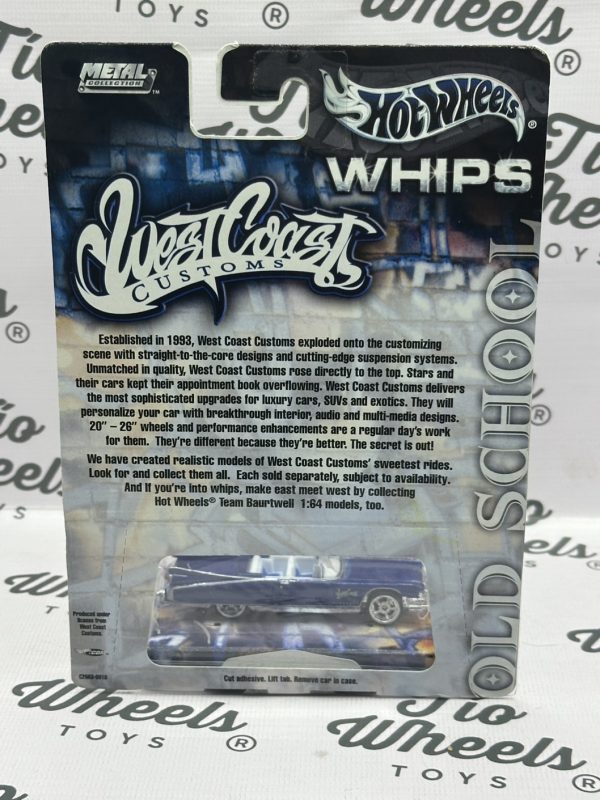 METAL
COLLECTION
TM
Hot Wheels®
WHIPS
West Coast
CUSTOMS
OLD SCHOOL
Established in 1993, West Coast Customs exploded onto the customizing
scene with straight-to-the-core designs and cutting-edge suspension systems.
Unmatched in quality, West Coast Customs rose directly to the top. Stars and
their cars kept their appointment book overflowing. West Coast Customs delivers
the most sophisticated upgrades for luxury cars, SUVs and exotics. They will
personalize your car with breakthrough interior, audio and multi-media designs.
20" – 26" wheels and performance enhancements are a regular day's work
for them. They're different because they're better. The secret is out!
We have created realistic models of West Coast Customs' sweetest rides.
Look for and collect them all. Each sold separately, subject to availability.
And If you're into whips, make east meet west by collecting
Hot Wheels® Team Baurtwell 1:64 models, too.
Produced under
license from
West Coast
Customs.
Cut adhesive. Lift tab. Remove car in case.
Tio
Wheels
TOYS ®